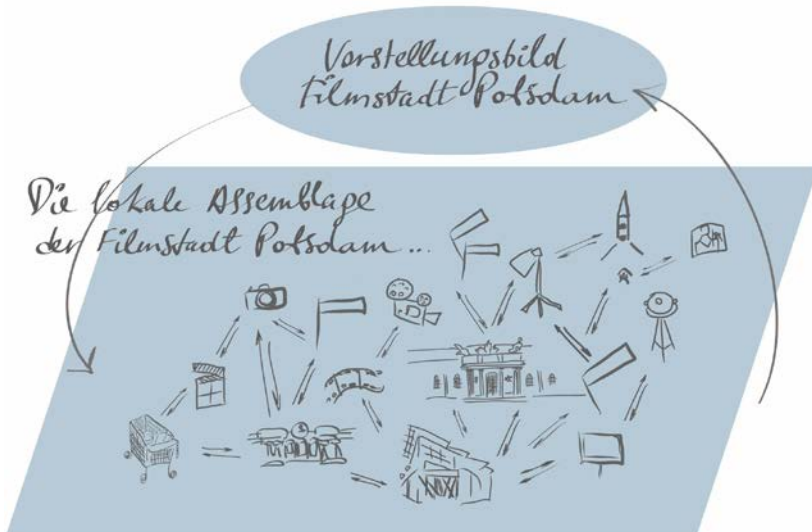 Vorstellungsbild
Filmstadt Potsdam
Die lokale Assemblage
der Filmstadt Potsdam...